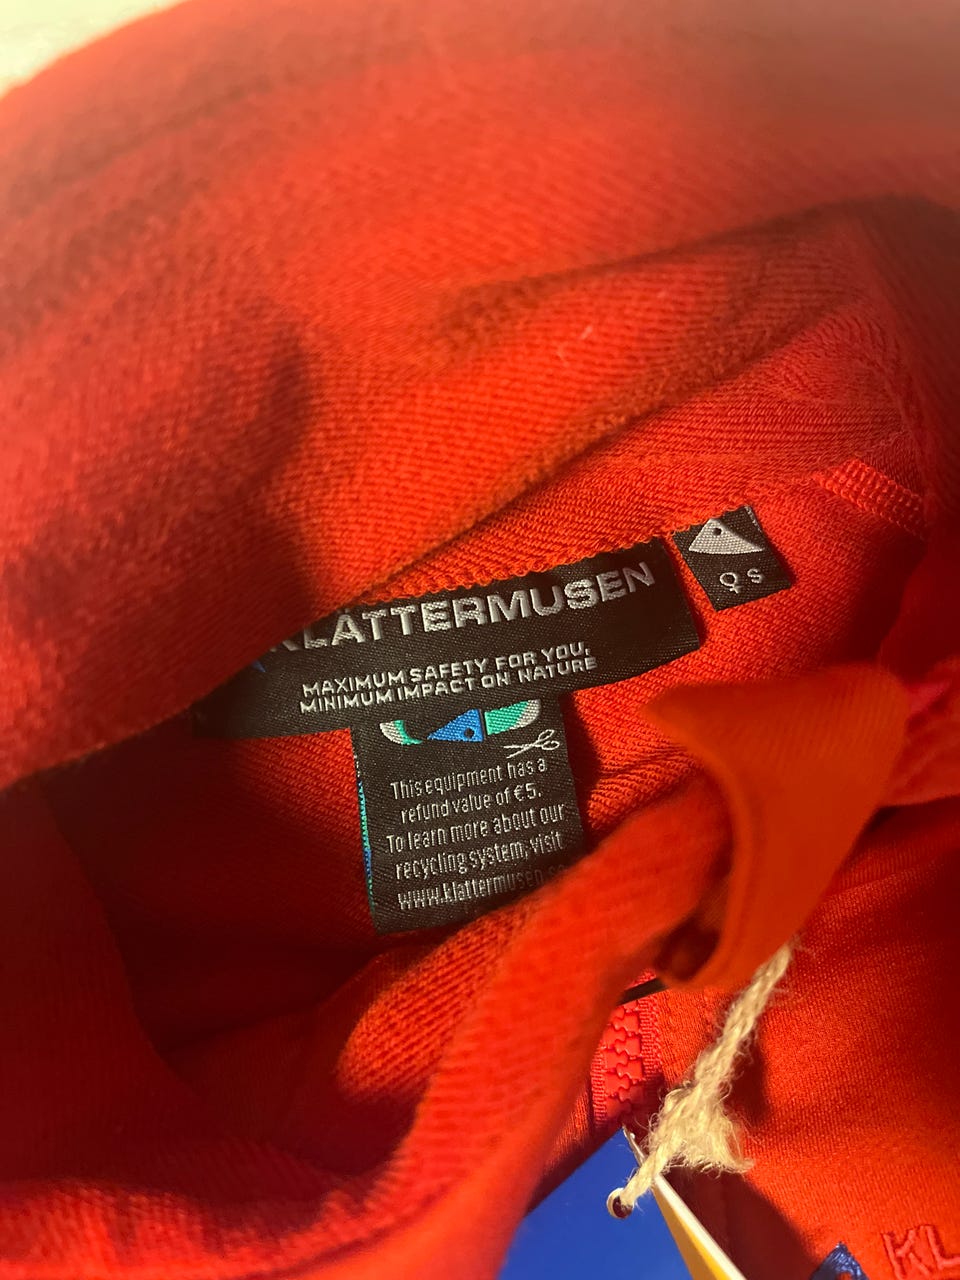 KLÄTTERMUSEN
MAXIMUM SAFETY FOR YOU,
MINIMUM IMPACT ON NATURE
♀ S
This equipment has a
refund value of €5.
To learn more about our
recycling system, visit
www.klattermusen.se
KL